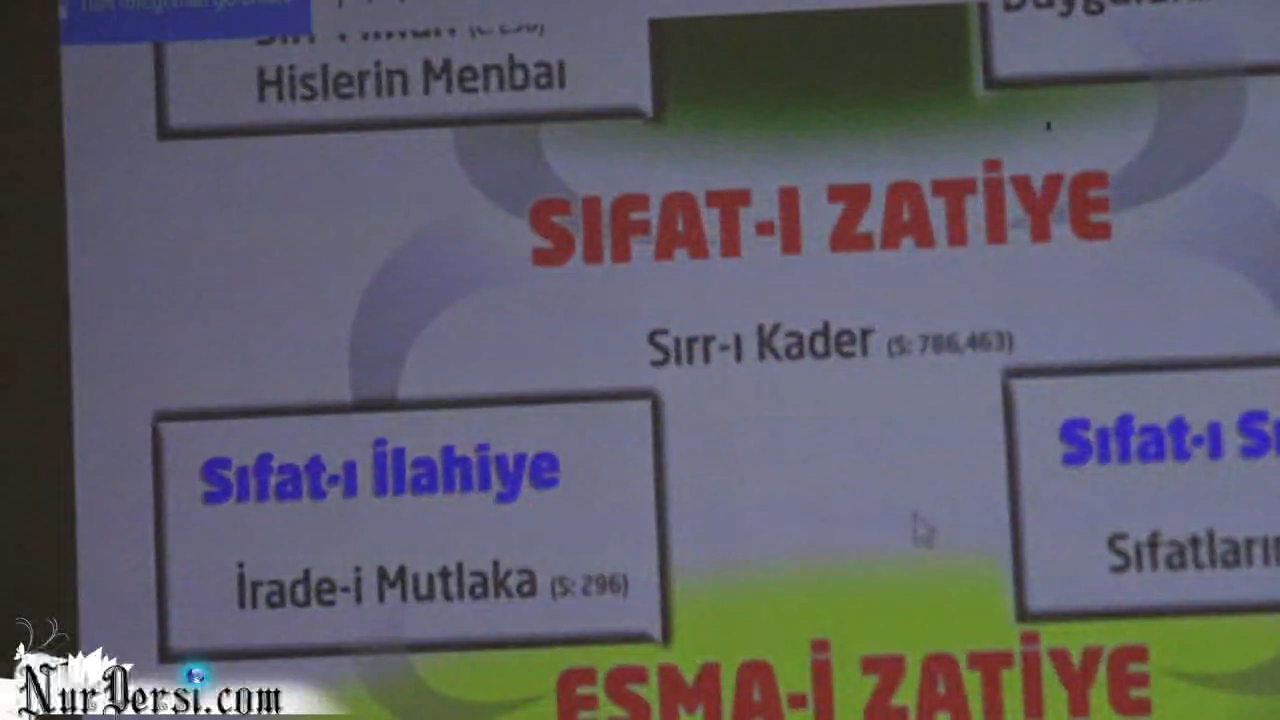 Hislerin Menbaı
SIFAT-I ZATİYE
Sırr-ı Kader (S: 786,463)
Sıfat-ı İlahiye
Sıfat-ı
İrade-i Mutlaka (S: 296)
ESMA-İ ZATİYE
NurDersi.com